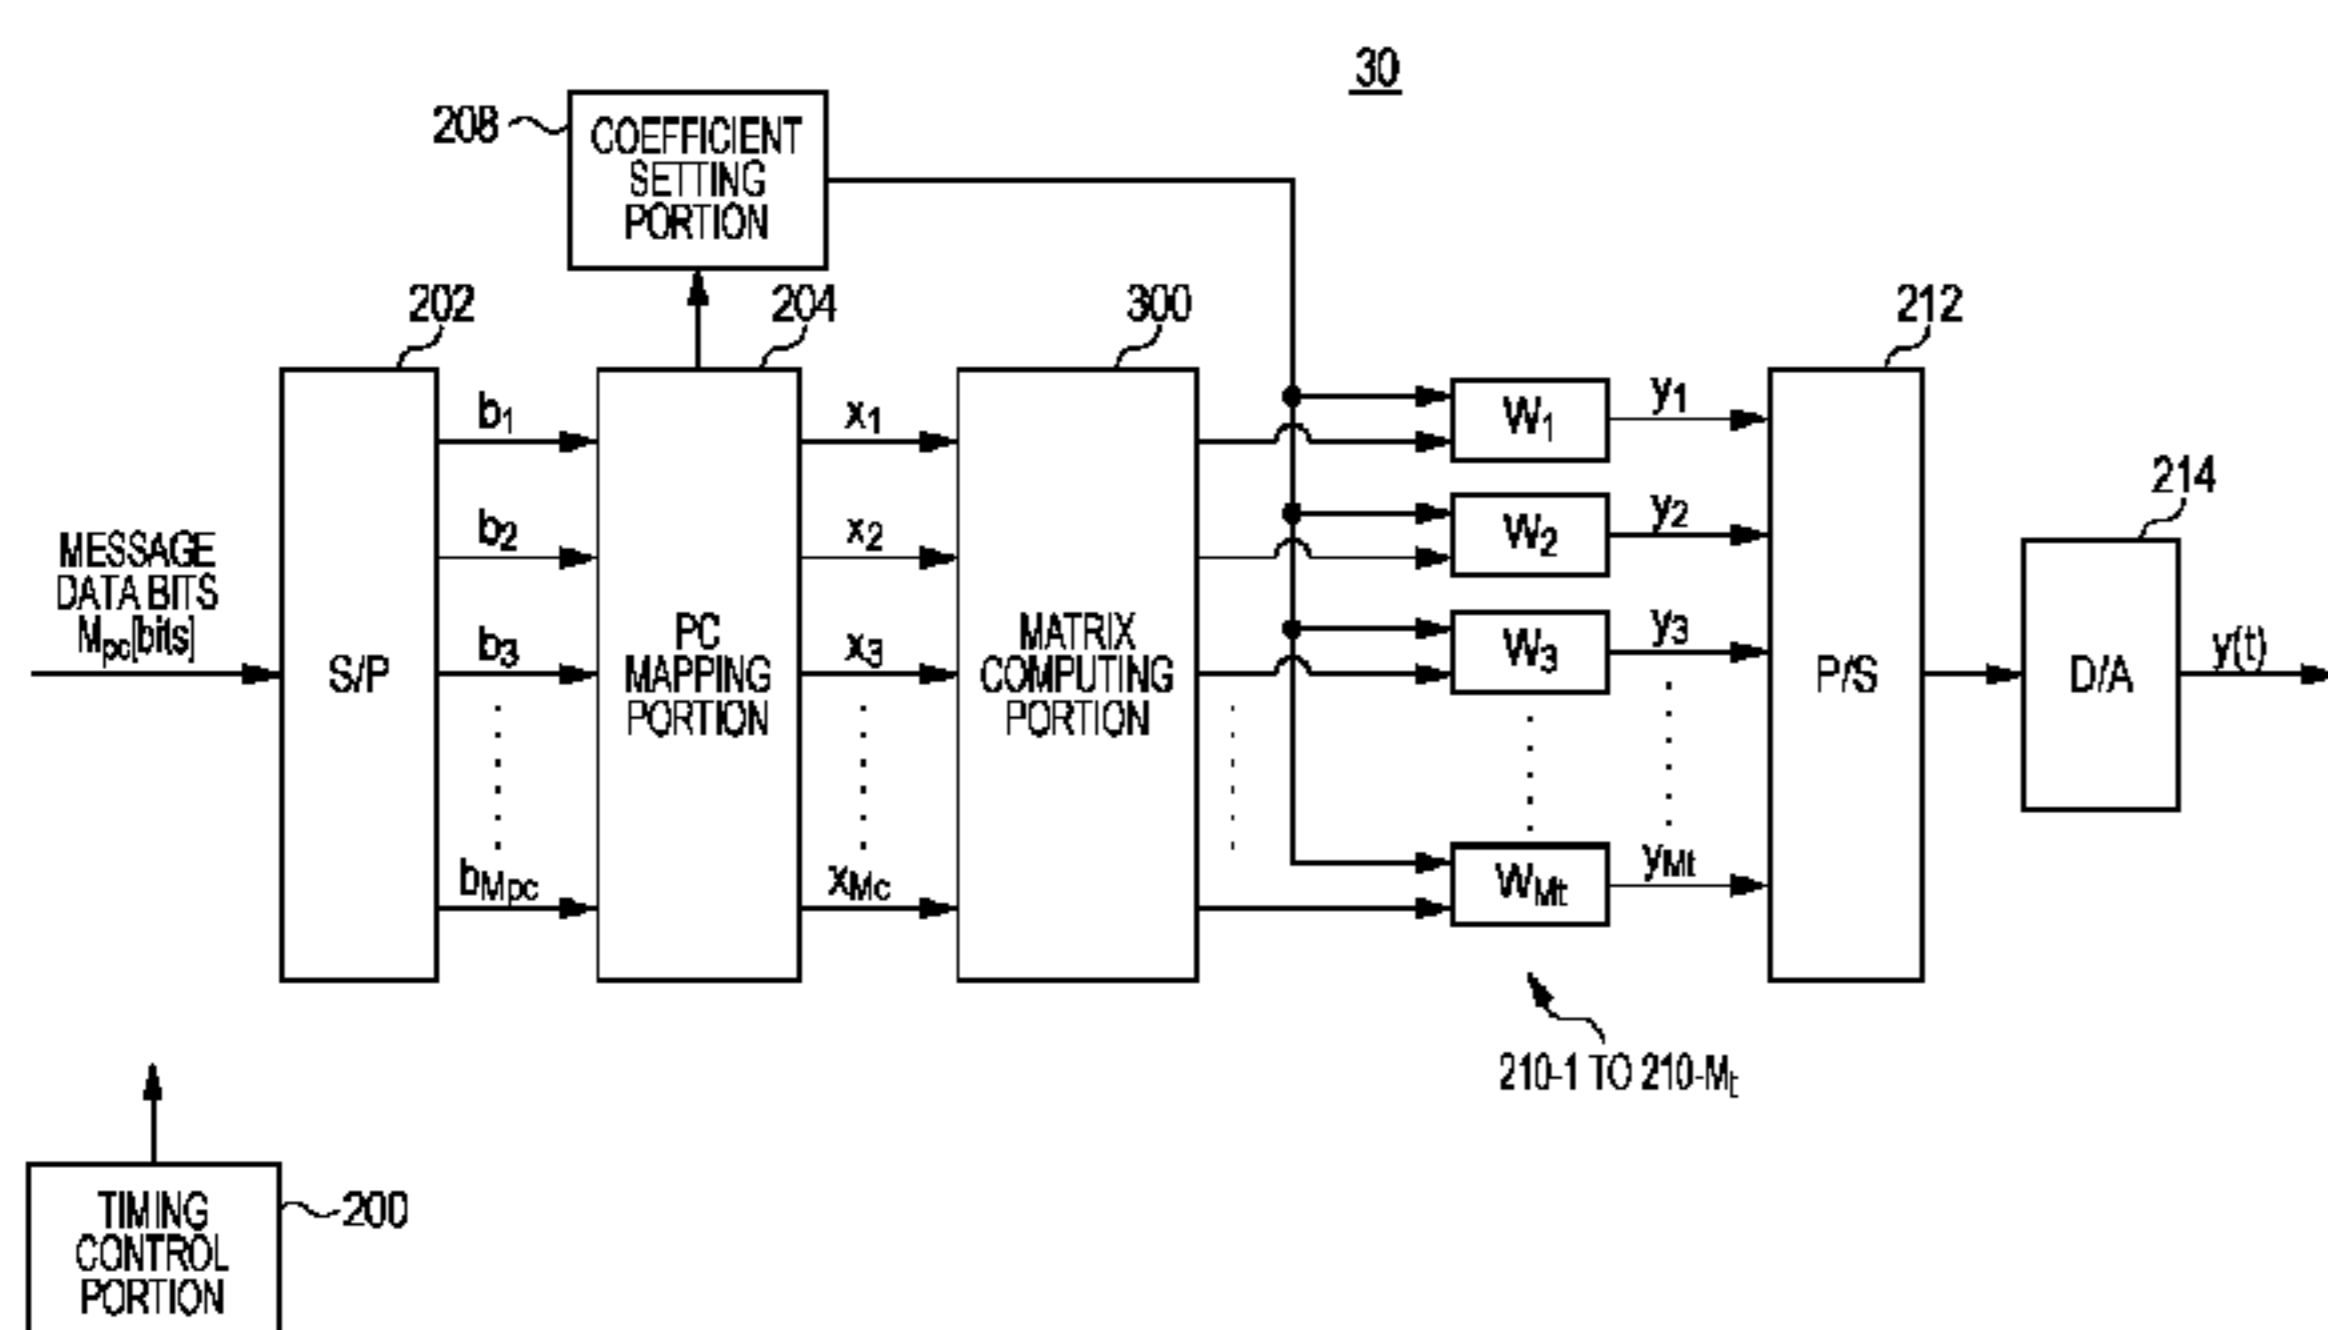 30
208
COEFFICIENT
SETTING
PORTION
202
204
300
212
214
MESSAGE
DATA BITS
Mpc[bits]
S/P
b1
b2
b3
bMpc
PC
MAPPING
PORTION
x1
x2
x3
xMc
MATRIX
COMPUTING
PORTION
W1
W2
W3
WMt
y1
y2
y3
yMt
P/S
D/A
y(t)
210-1 TO 210-Mt
TIMING
CONTROL
PORTION
200